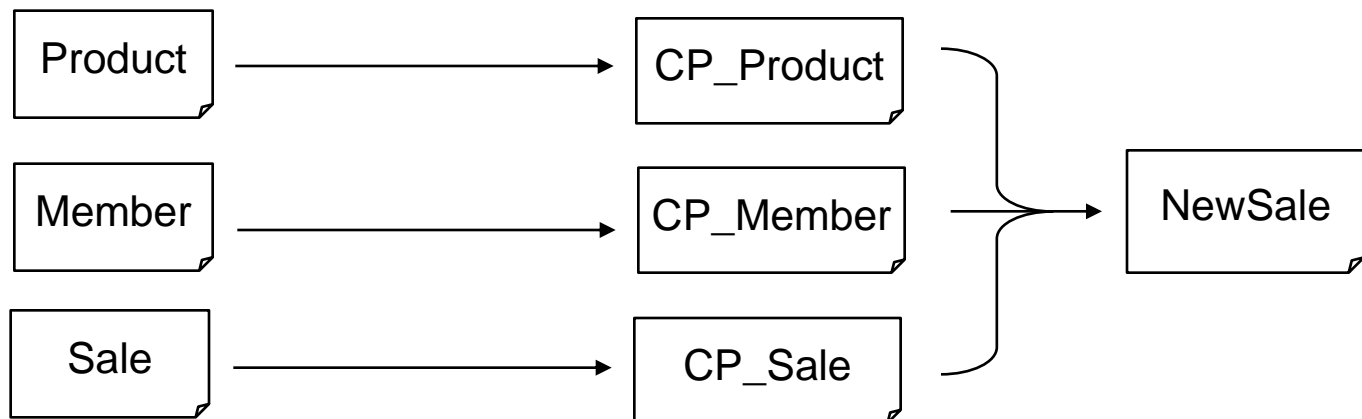 Product
CP_Product
Member
CP_Member
NewSale
Sale
CP_Sale